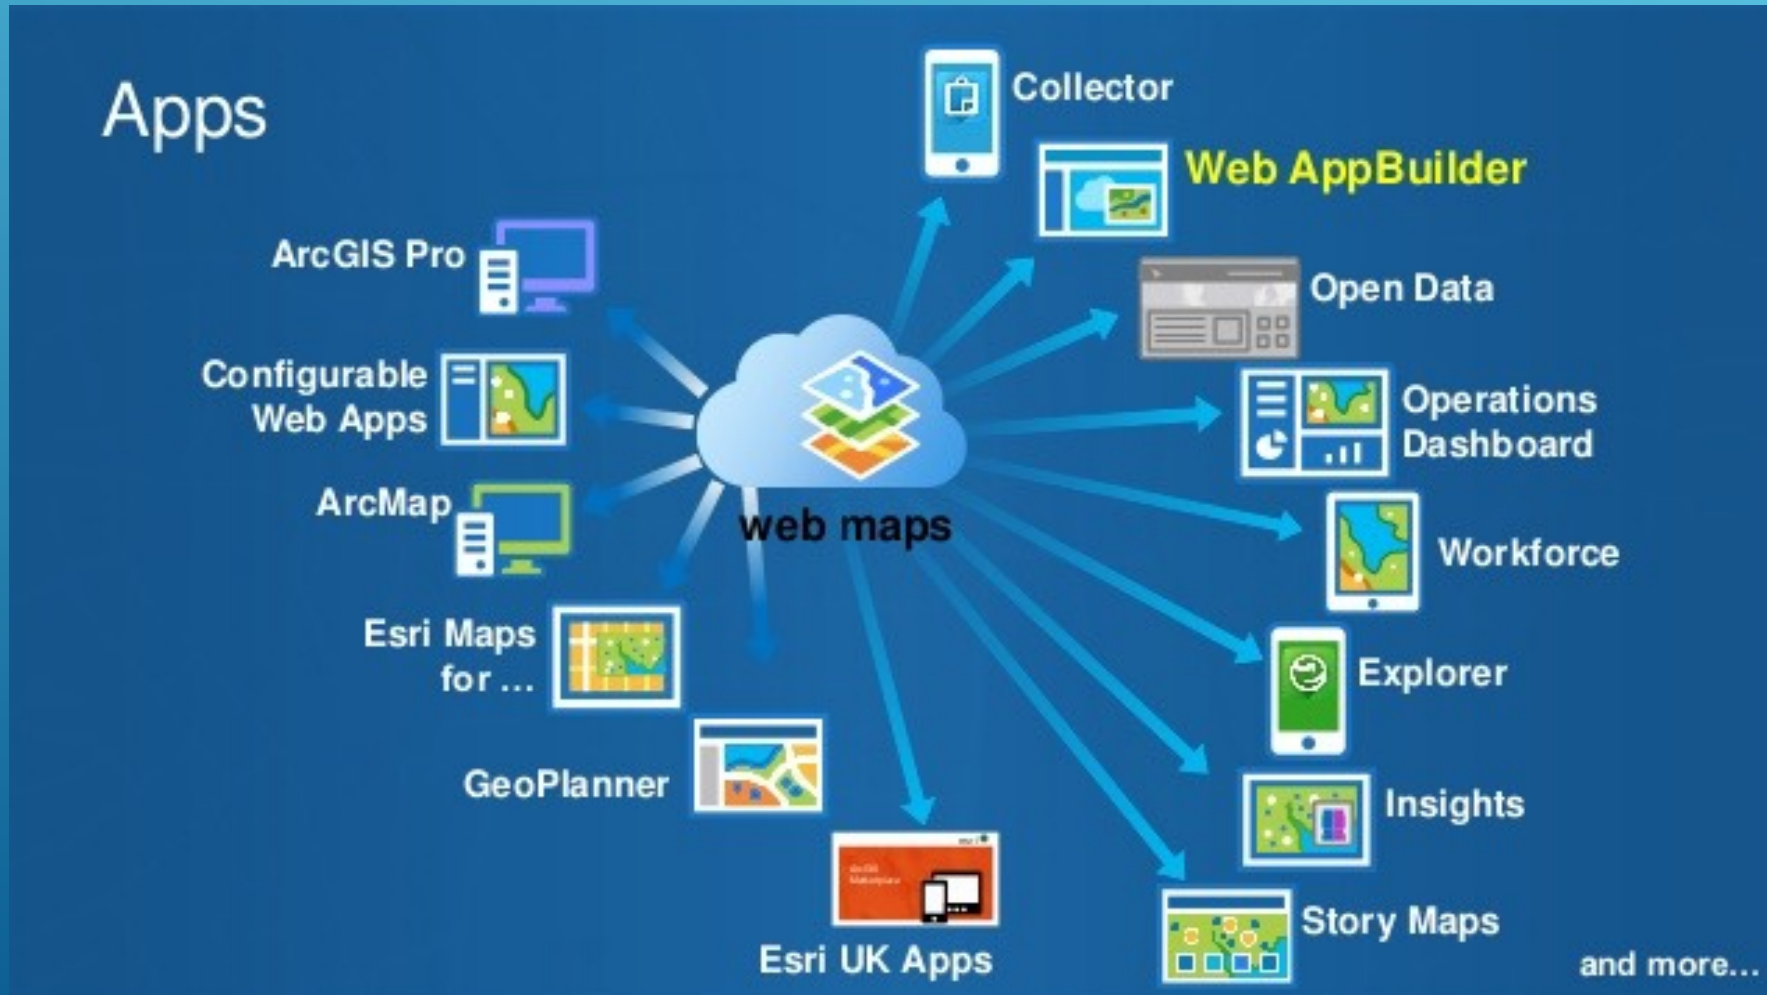 Apps
Collector
Web AppBuilder
ArcGIS Pro
Open Data
Configurable
Web Apps
Operations
Dashboard
ArcMap
web maps
Workforce
Esri Maps
for ...
Explorer
GeoPlanner
Insights
Esri UK Apps
Story Maps
and more...